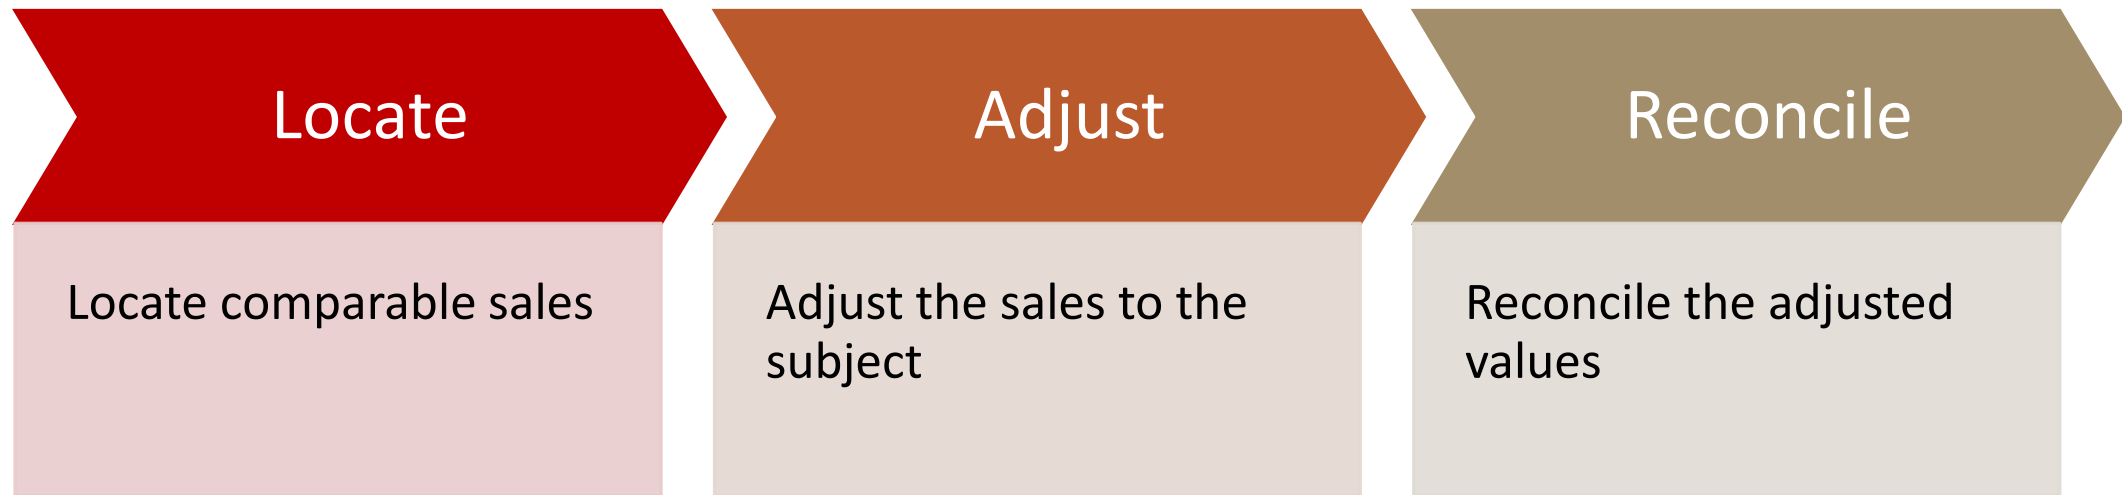 Locate
Locate comparable sales
Adjust
Adjust the sales to the
subject
Reconcile
Reconcile the adjusted
values